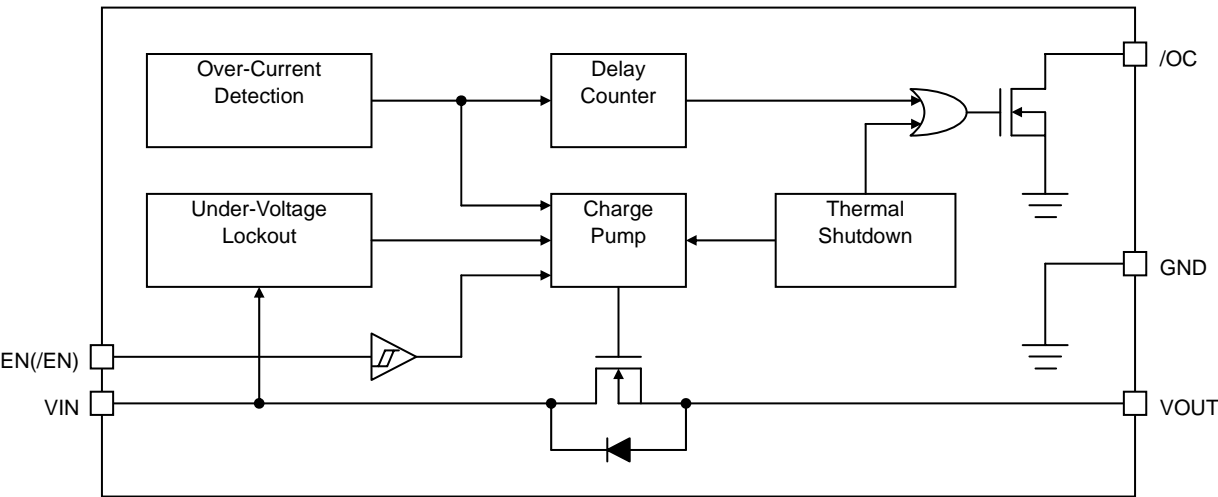 Over-Current
Detection
Delay
Counter
/OC
Under-Voltage
Lockout
Charge
Pump
Thermal
Shutdown
GND
EN(/EN)
VIN
VOUT